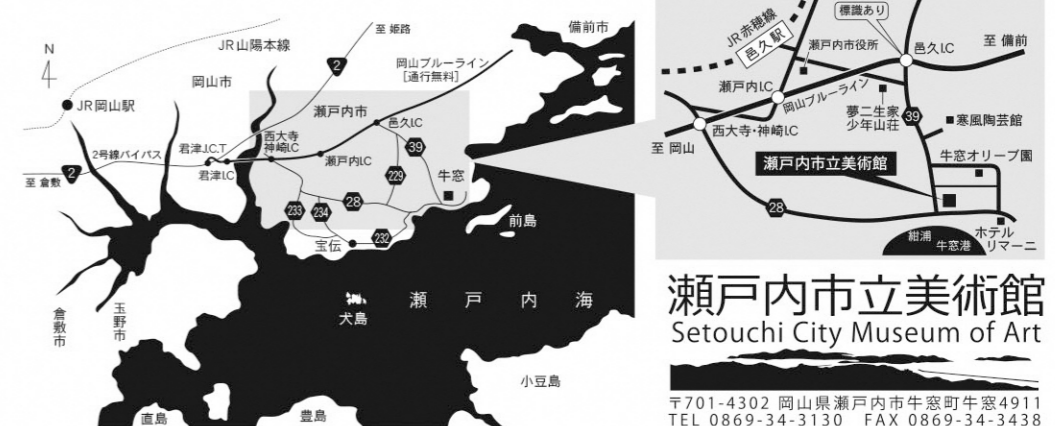 備前市
至 姫路
JR山陽本線
N
2
岡山ブルーライン
[通行無料]
岡山市
JR岡山駅
瀬戸内市
邑久I.C
西大寺
神崎I.C
39
君津J.C.T
2号線バイパス
瀬戸内I.C
君津I.C
2
至 倉敷
229
牛窓
28
233
234
前島
232
宝伝
瀬戸内海
犬島
倉敷市
玉野市
小豆島
直島
豊島
標識あり
JR赤穂線
邑久駅
瀬戸内市役所
邑久I.C
至 備前
瀬戸内I.C
岡山ブルーライン
夢二生家
少年山荘
39
寒風陶芸館
西大寺・神崎I.C
至 岡山
瀬戸内市立美術館
牛窓オリーブ園
28
紺浦
牛窓港
ホテル
リマーニ
瀬戸内市立美術館
Setouchi City Museum of Art
〒701-4302 岡山県瀬戸内市牛窓町牛窓4911
TEL 0869-34-3130 FAX 0869-34-3438